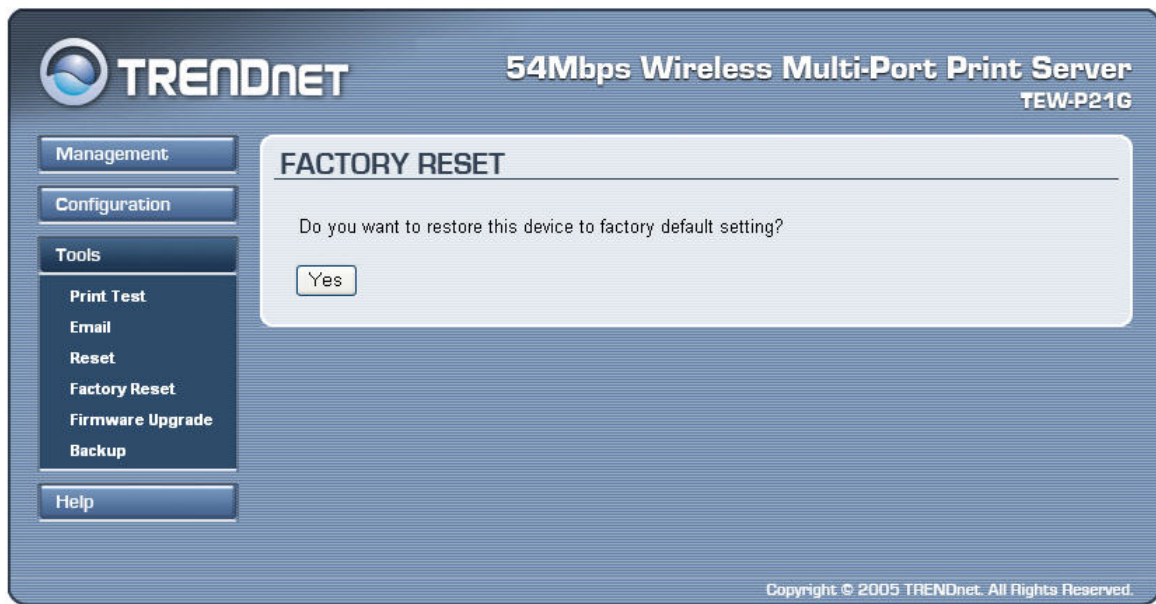 TRENDNET
54Mbps Wireless Multi-Port Print Server
TEW-P21G
Management
Configuration
Tools
Print Test
Email
Reset
Factory Reset
Firmware Upgrade
Backup
Help
FACTORY RESET
Do you want to restore this device to factory default setting?
Yes
Copyright © 2005 TRENDnet. All Rights Reserved.